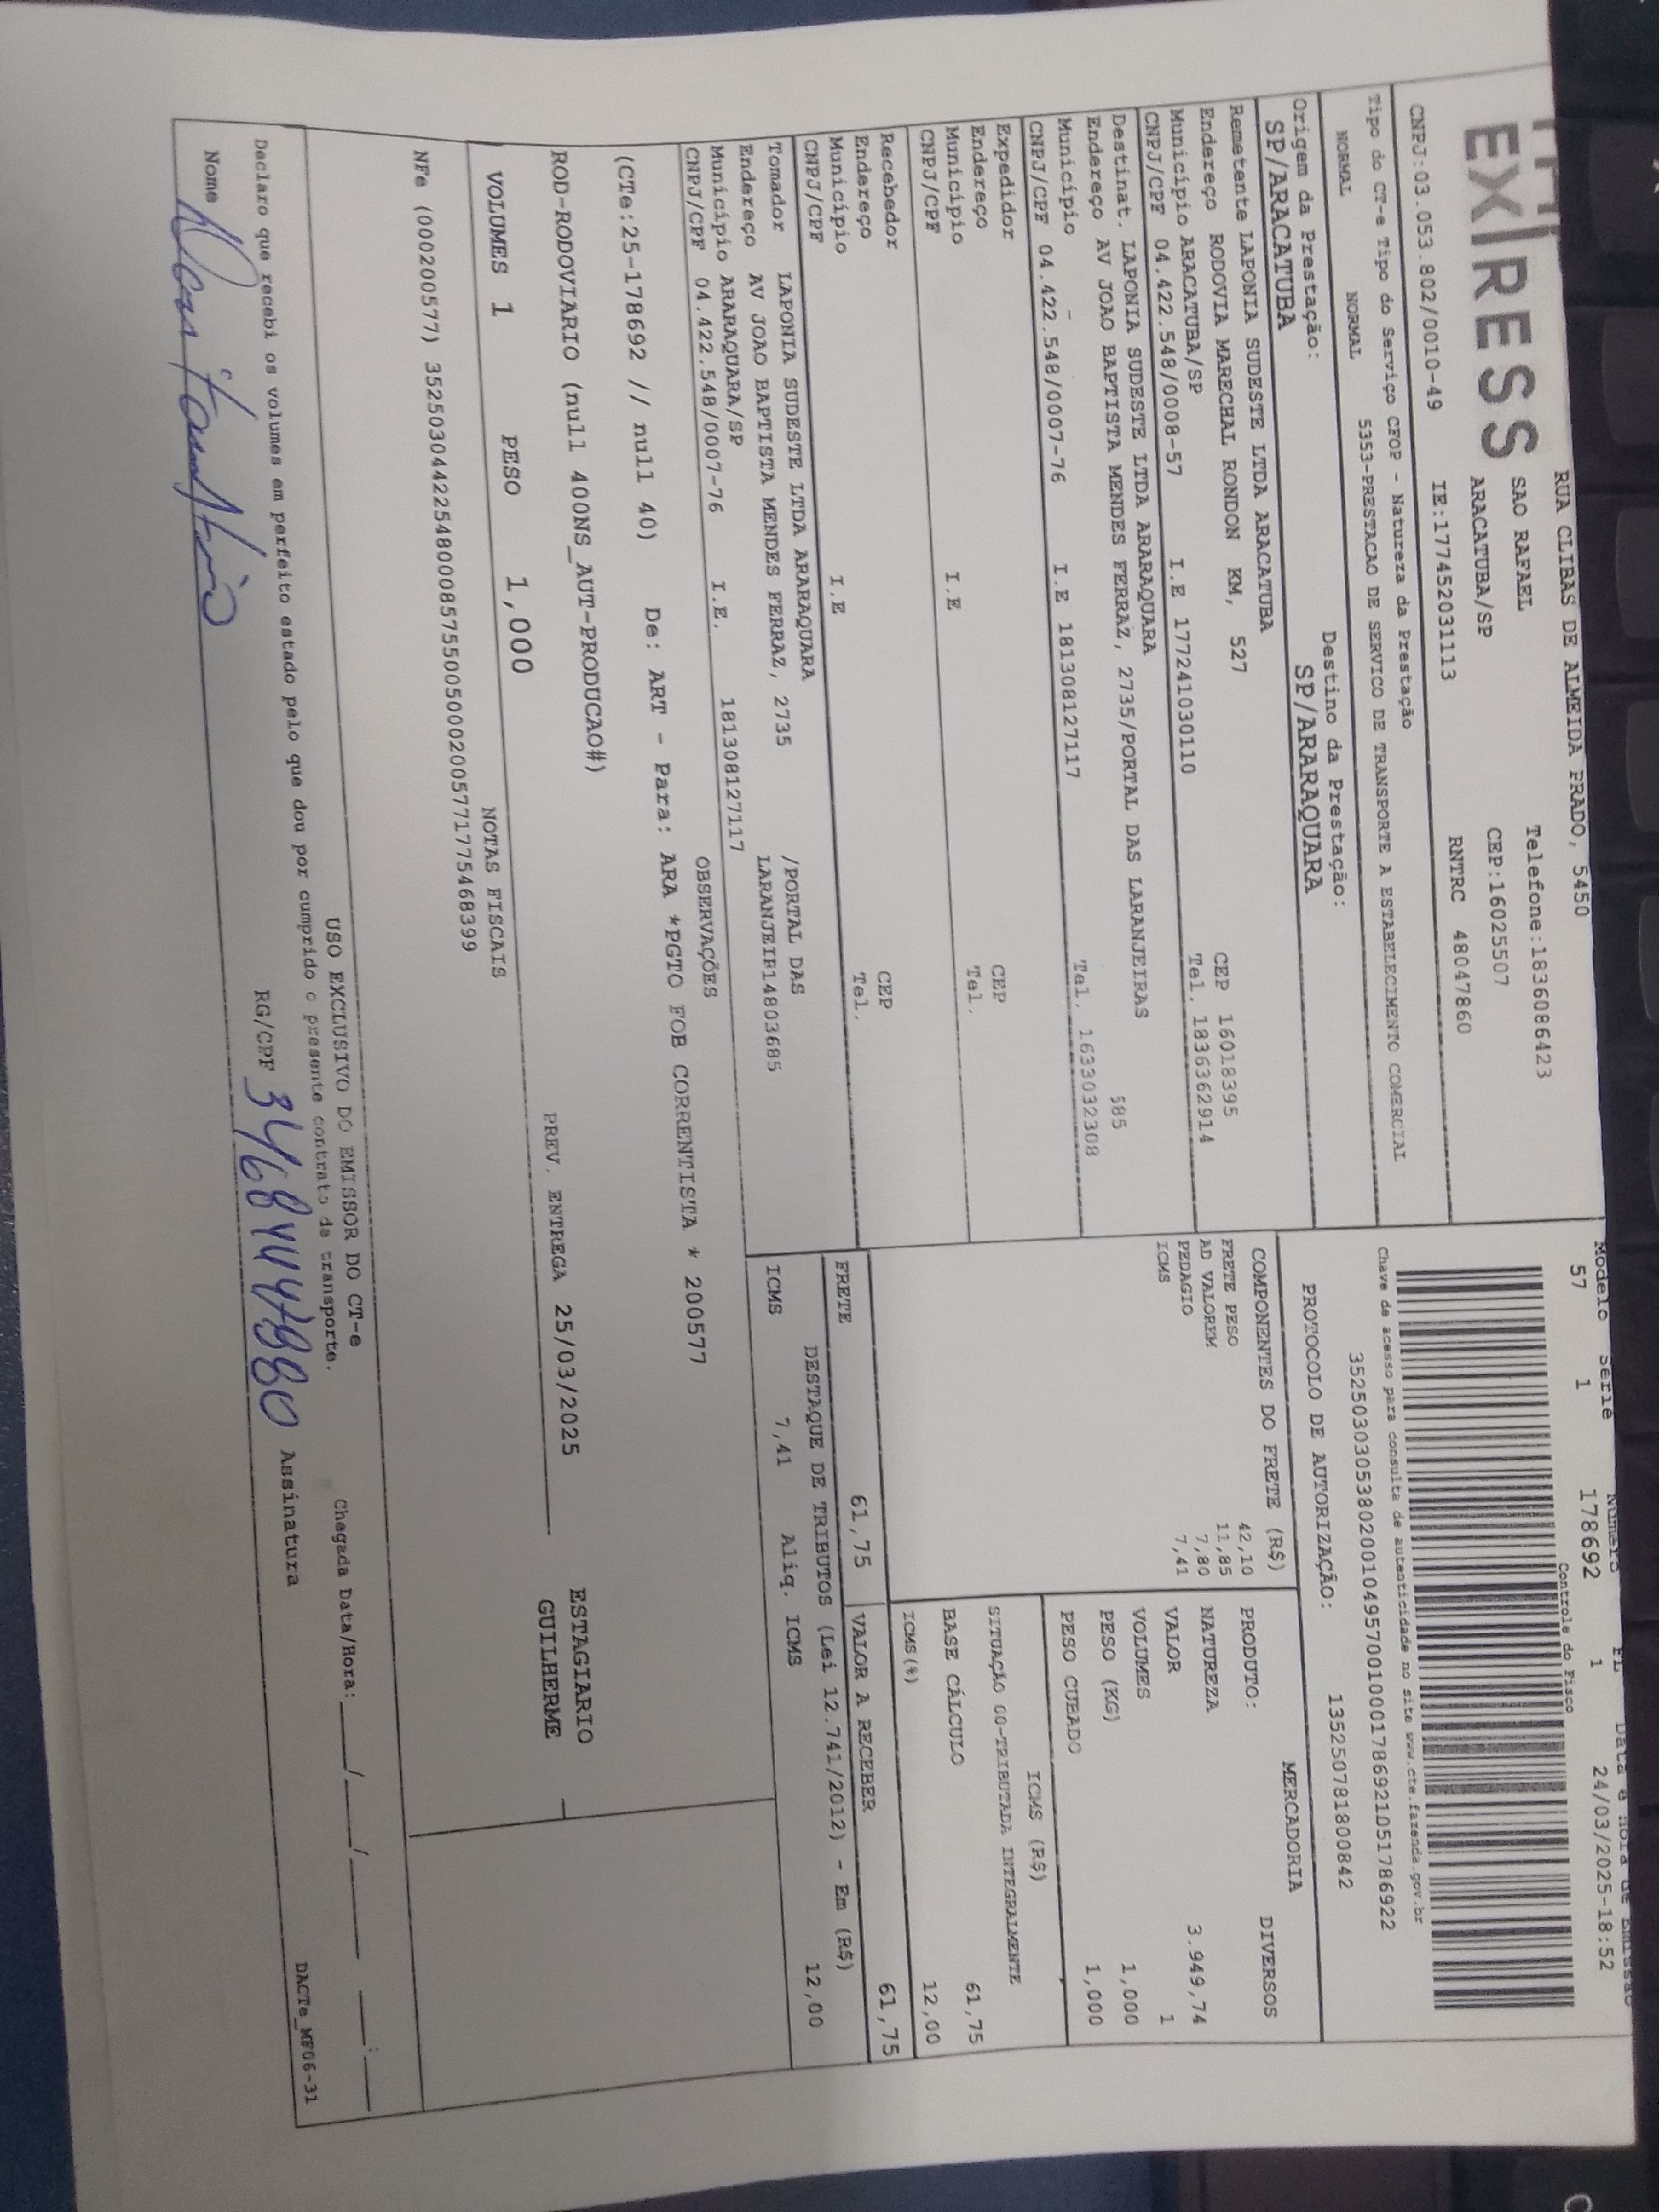 EXPRESS
RUA CLIBAS DE ALMEIDA PRADO, 5450
SAO RAFAEL Telefone:1836086423
ARACATUBA/SP CEP:16025507
CNPJ:03.053.802/0010-49 IE:177452031113 RNTRC 48047860
Tipo do CT-e Tipo do Serviço CFOP - Natureza da Prestação
NORMAL NORMAL 5353-PRESTACAO DE SERVICO DE TRANSPORTE A ESTABELECIMENTO COMERCIAL
Origem da Prestação: Destino da Prestação:
SP/ARACATUBA SP/ARARAQUARA
Remetente LAPONIA SUDESTE LTDA ARACATUBA
Endereço RODOVIA MARECHAL RONDON KM, 527 CEP 16018395
Município ARACATUBA/SP Tel. 1836362914
CNPJ/CPF 04.422.548/0008-57 I.E 177241030110
Destinat. LAPONIA SUDESTE LTDA ARARAQUARA
Endereço AV JOAO BAPTISTA MENDES FERRAZ, 2735/PORTAL DAS LARANJEIRAS 585
Município - Tel. 1633032308
CNPJ/CPF 04.422.548/0007-76 I.E 181308127117
Expedidor
Endereço CEP
Município Tel.
CNPJ/CPF I.E
Recebedor
Endereço CEP
Município Tel.
CNPJ/CPF I.E
Tomador LAPONIA SUDESTE LTDA ARARAQUARA
Endereço AV JOAO BAPTISTA MENDES FERRAZ, 2735 /PORTAL DAS
Município ARARAQUARA/SP LARANJEIR14803685
CNPJ/CPF 04.422.548/0007-76 I.E. 181308127117
Modelo Serie Numero FL Data e Hora de Emissão
57 1 178692 1 24/03/2025-18:52
Controle do Fisco
Chave de acesso para consulta de autenticidade no site www.cte.fazenda.gov.br
35250303053802001049570010001786921051786922
PROTOCOLO DE AUTORIZAÇÃO: 135250781800842
COMPONENTES DO FRETE (R$)
FRETE PESO 42,10
AD VALOREM 11,85
PEDAGIO 7,80
ICMS 7,41
MERCADORIA
PRODUTO: DIVERSOS
NATUREZA
VALOR 3.949,74
VOLUMES 1
PESO (KG) 1,000
PESO CUBADO 1,000
ICMS (R$)
SITUAÇÃO 00-TRIBUTADA INTEGRALMENTE
BASE CÁLCULO 61,75
ICMS(%) 12,00
FRETE 61,75 VALOR A RECEBER 61,75
DESTAQUE DE TRIBUTOS (Lei 12.741/2012) - Em (R$)
ICMS 7,41 Aliq. ICMS 12,00
OBSERVAÇÕES
(CTe:25-178692 // null 40) De: ART - Para: ARA *PGTO FOB CORRENTISTA * 200577
ROD-RODOVIARIO (null 400NS_AUT-PRODUCAO#)
ESTAGIARIO
VOLUMES 1 PESO 1,000 PREV. ENTREGA 25/03/2025 GUILHERME
NOTAS FISCAIS
NFe (000200577) 35250304422548000857550050002005771775468399
USO EXCLUSIVO DO EMISSOR DO CT-e
Declaro que recebi os volumes em perfeito estado pelo que dou por cumprido o presente contrato de transporte.
Chegada Data/Hora: ___/___/_____ ___:___
Nome RG/CPF Assinatura
DACTe_MF06-31